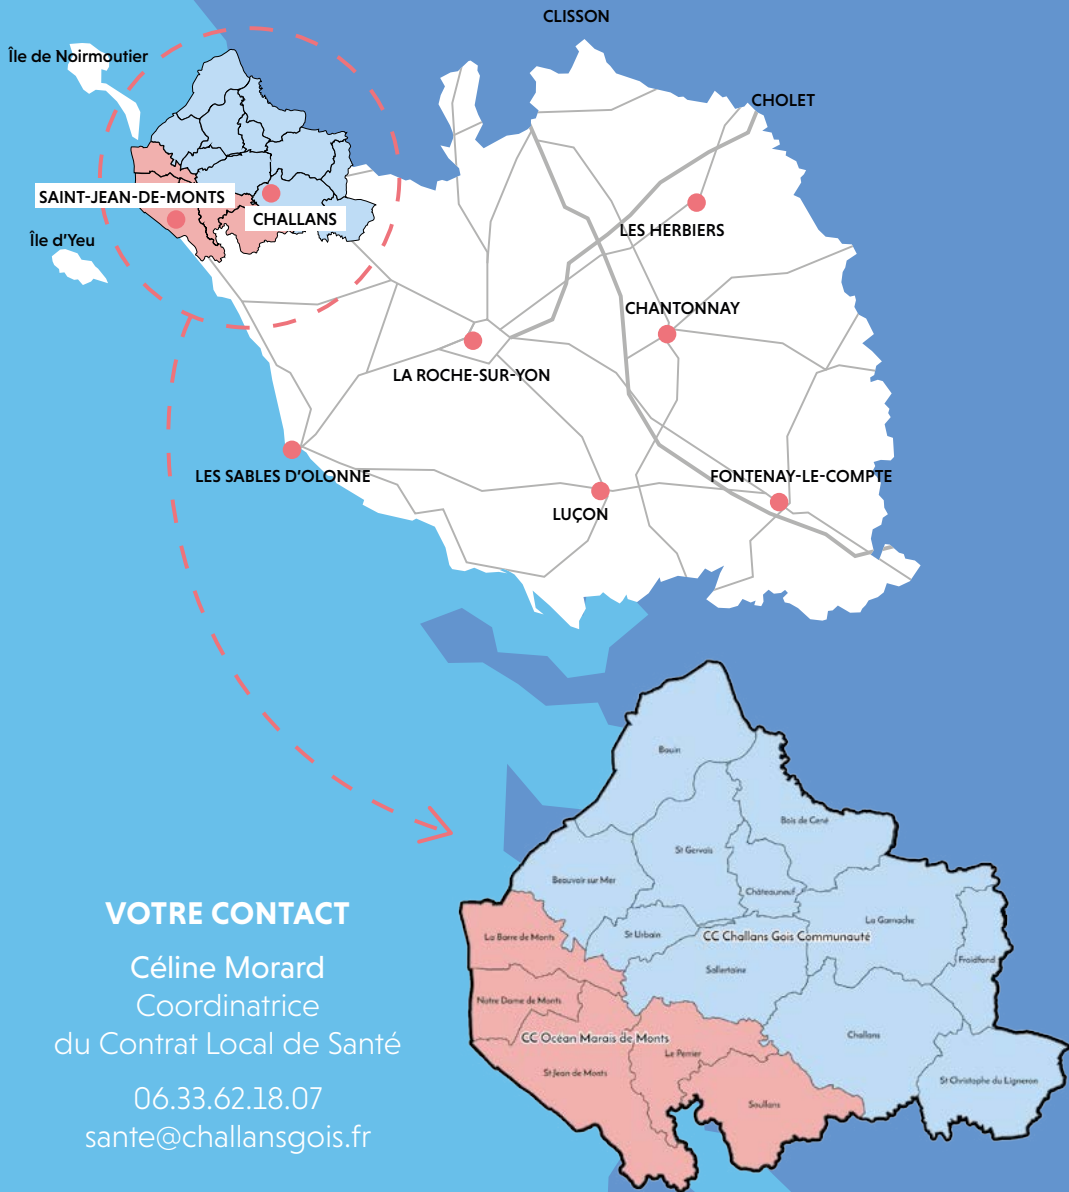 CLISSON
Île de Noirmoutier
CHOLET
SAINT-JEAN-DE-MONTS
CHALLANS
LES HERBIERS
Île d'Yeu
CHANTONNAY
LA ROCHE-SUR-YON
LES SABLES D'OLONNE
FONTENAY-LE-COMPTE
LUÇON
Bouin
Bois de Cené
St Gervais
Beauvoir sur Mer
Châteauneuf
La Garnache
St Urbain
CC Challans Gois Communauté
La Barre de Monts
Froidfond
Sallertaine
Notre Dame de Monts
CC Océan Marais de Monts
Challans
Le Perrier
St Jean de Monts
St Christophe du Ligneron
Soullans
VOTRE CONTACT
Céline Morard
Coordinatrice
du Contrat Local de Santé
06.33.62.18.07
sante@challansgois.fr